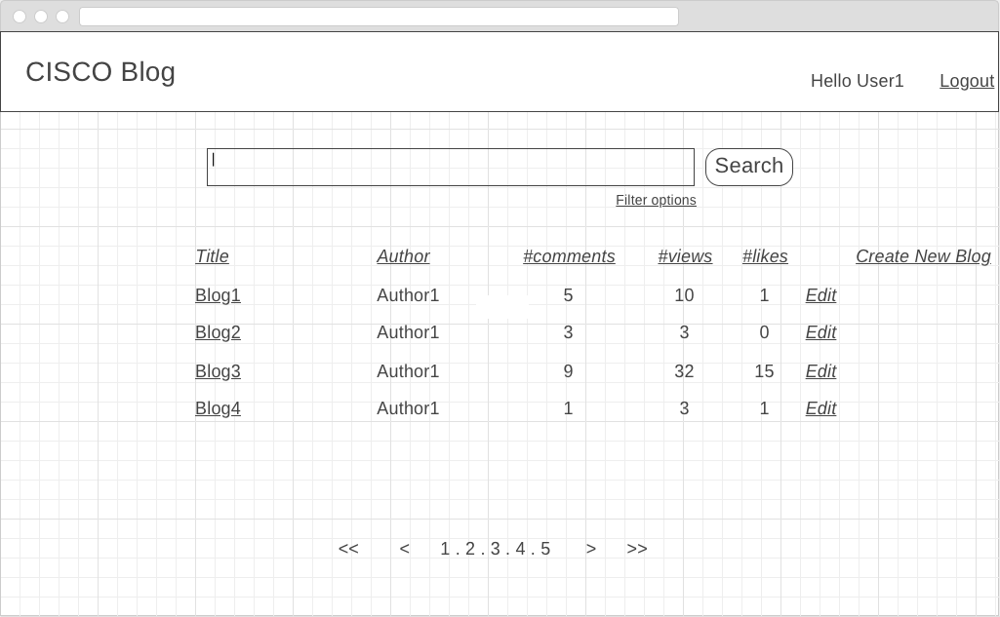 CISCO Blog
Hello User1 Logout
Search
Filter options
Title Author #comments #views #likes Create New Blog
Blog1 Author1 5 10 1 Edit
Blog2 Author1 3 3 0 Edit
Blog3 Author1 9 32 15 Edit
Blog4 Author1 1 3 1 Edit
<< < 1 . 2 . 3 . 4 . 5 > >>